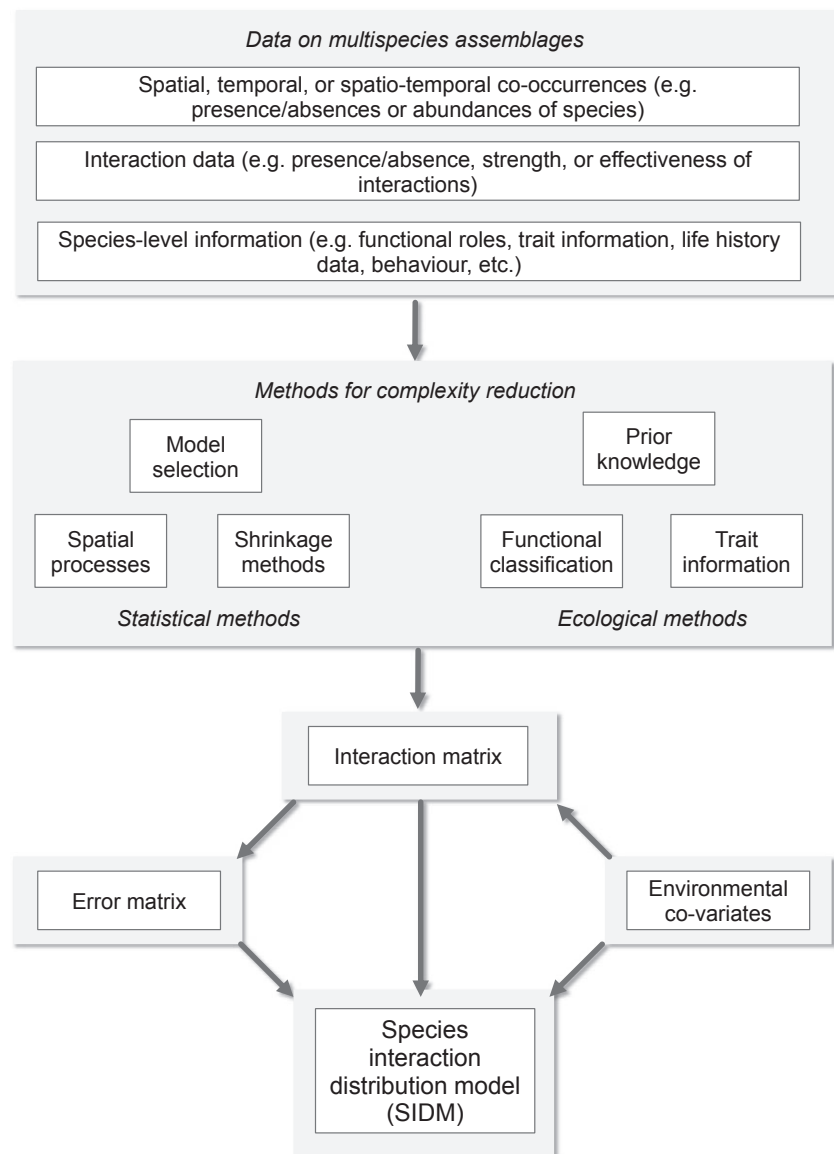 Data on multispecies assemblages
Spatial, temporal, or spatio-temporal co-occurrences (e.g.
presence/absences or abundances of species)
Interaction data (e.g. presence/absence, strength, or effectiveness of
interactions)
Species-level information (e.g. functional roles, trait information, life history
data, behaviour, etc.)
Methods for complexity reduction
Model
selection
Prior
knowledge
Spatial
processes
Shrinkage
methods
Functional
classification
Trait
information
Statistical methods
Ecological methods
Interaction matrix
Error matrix
Environmental
co-variates
Species
interaction
distribution model
(SIDM)